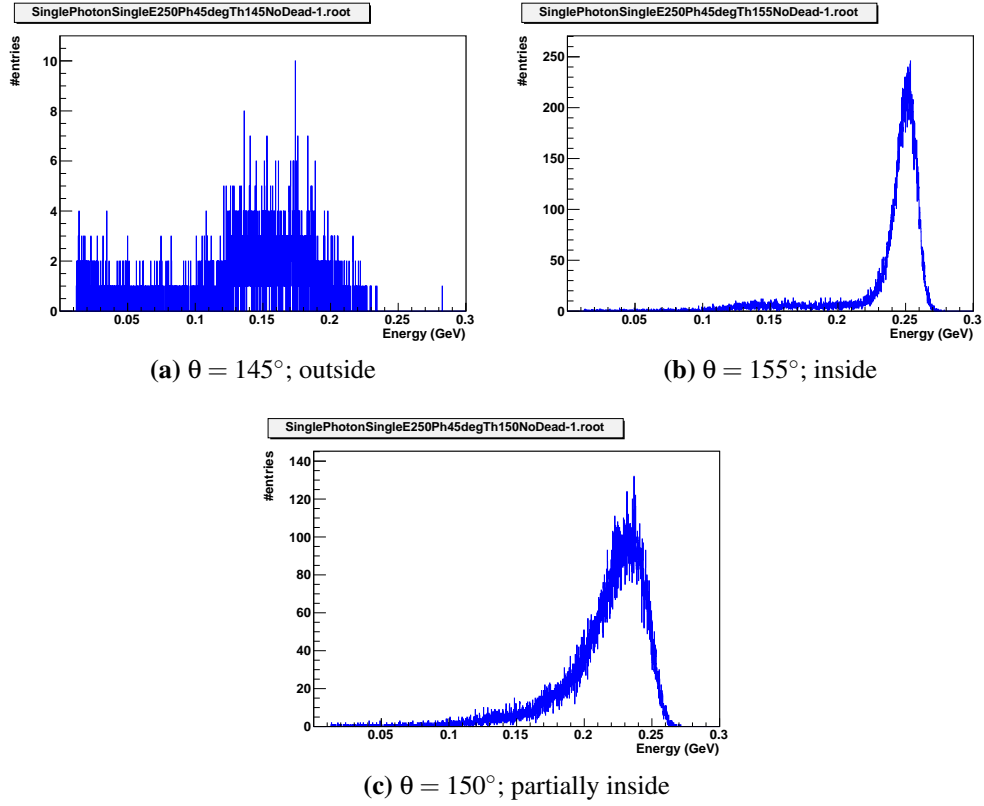 SinglePhotonSingleE250Ph45degTh145NoDead-1.root
#entries
10
8
6
4
2
0
0.05 0.1 0.15 0.2 0.25 0.3
Energy (GeV)
(a) θ = 145°; outside
SinglePhotonSingleE250Ph45degTh155NoDead-1.root
#entries
250
200
150
100
50
0
0.05 0.1 0.15 0.2 0.25 0.3
Energy (GeV)
(b) θ = 155°; inside
SinglePhotonSingleE250Ph45degTh150NoDead-1.root
#entries
140
120
100
80
60
40
20
0
0.05 0.1 0.15 0.2 0.25 0.3
Energy (GeV)
(c) θ = 150°; partially inside